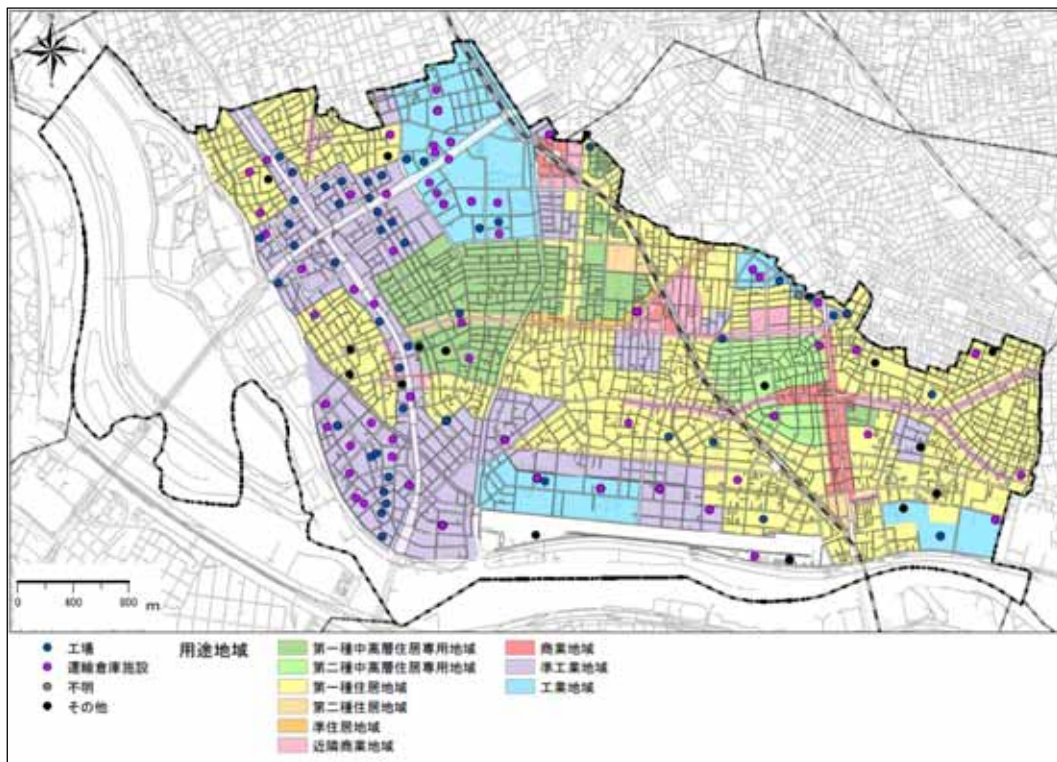 0 400 800 m
工場
運輸倉庫施設
不明
その他
用途地域
第一種中高層住居専用地域
第二種中高層住居専用地域
第一種住居地域
第二種住居地域
準住居地域
近隣商業地域
商業地域
準工業地域
工業地域